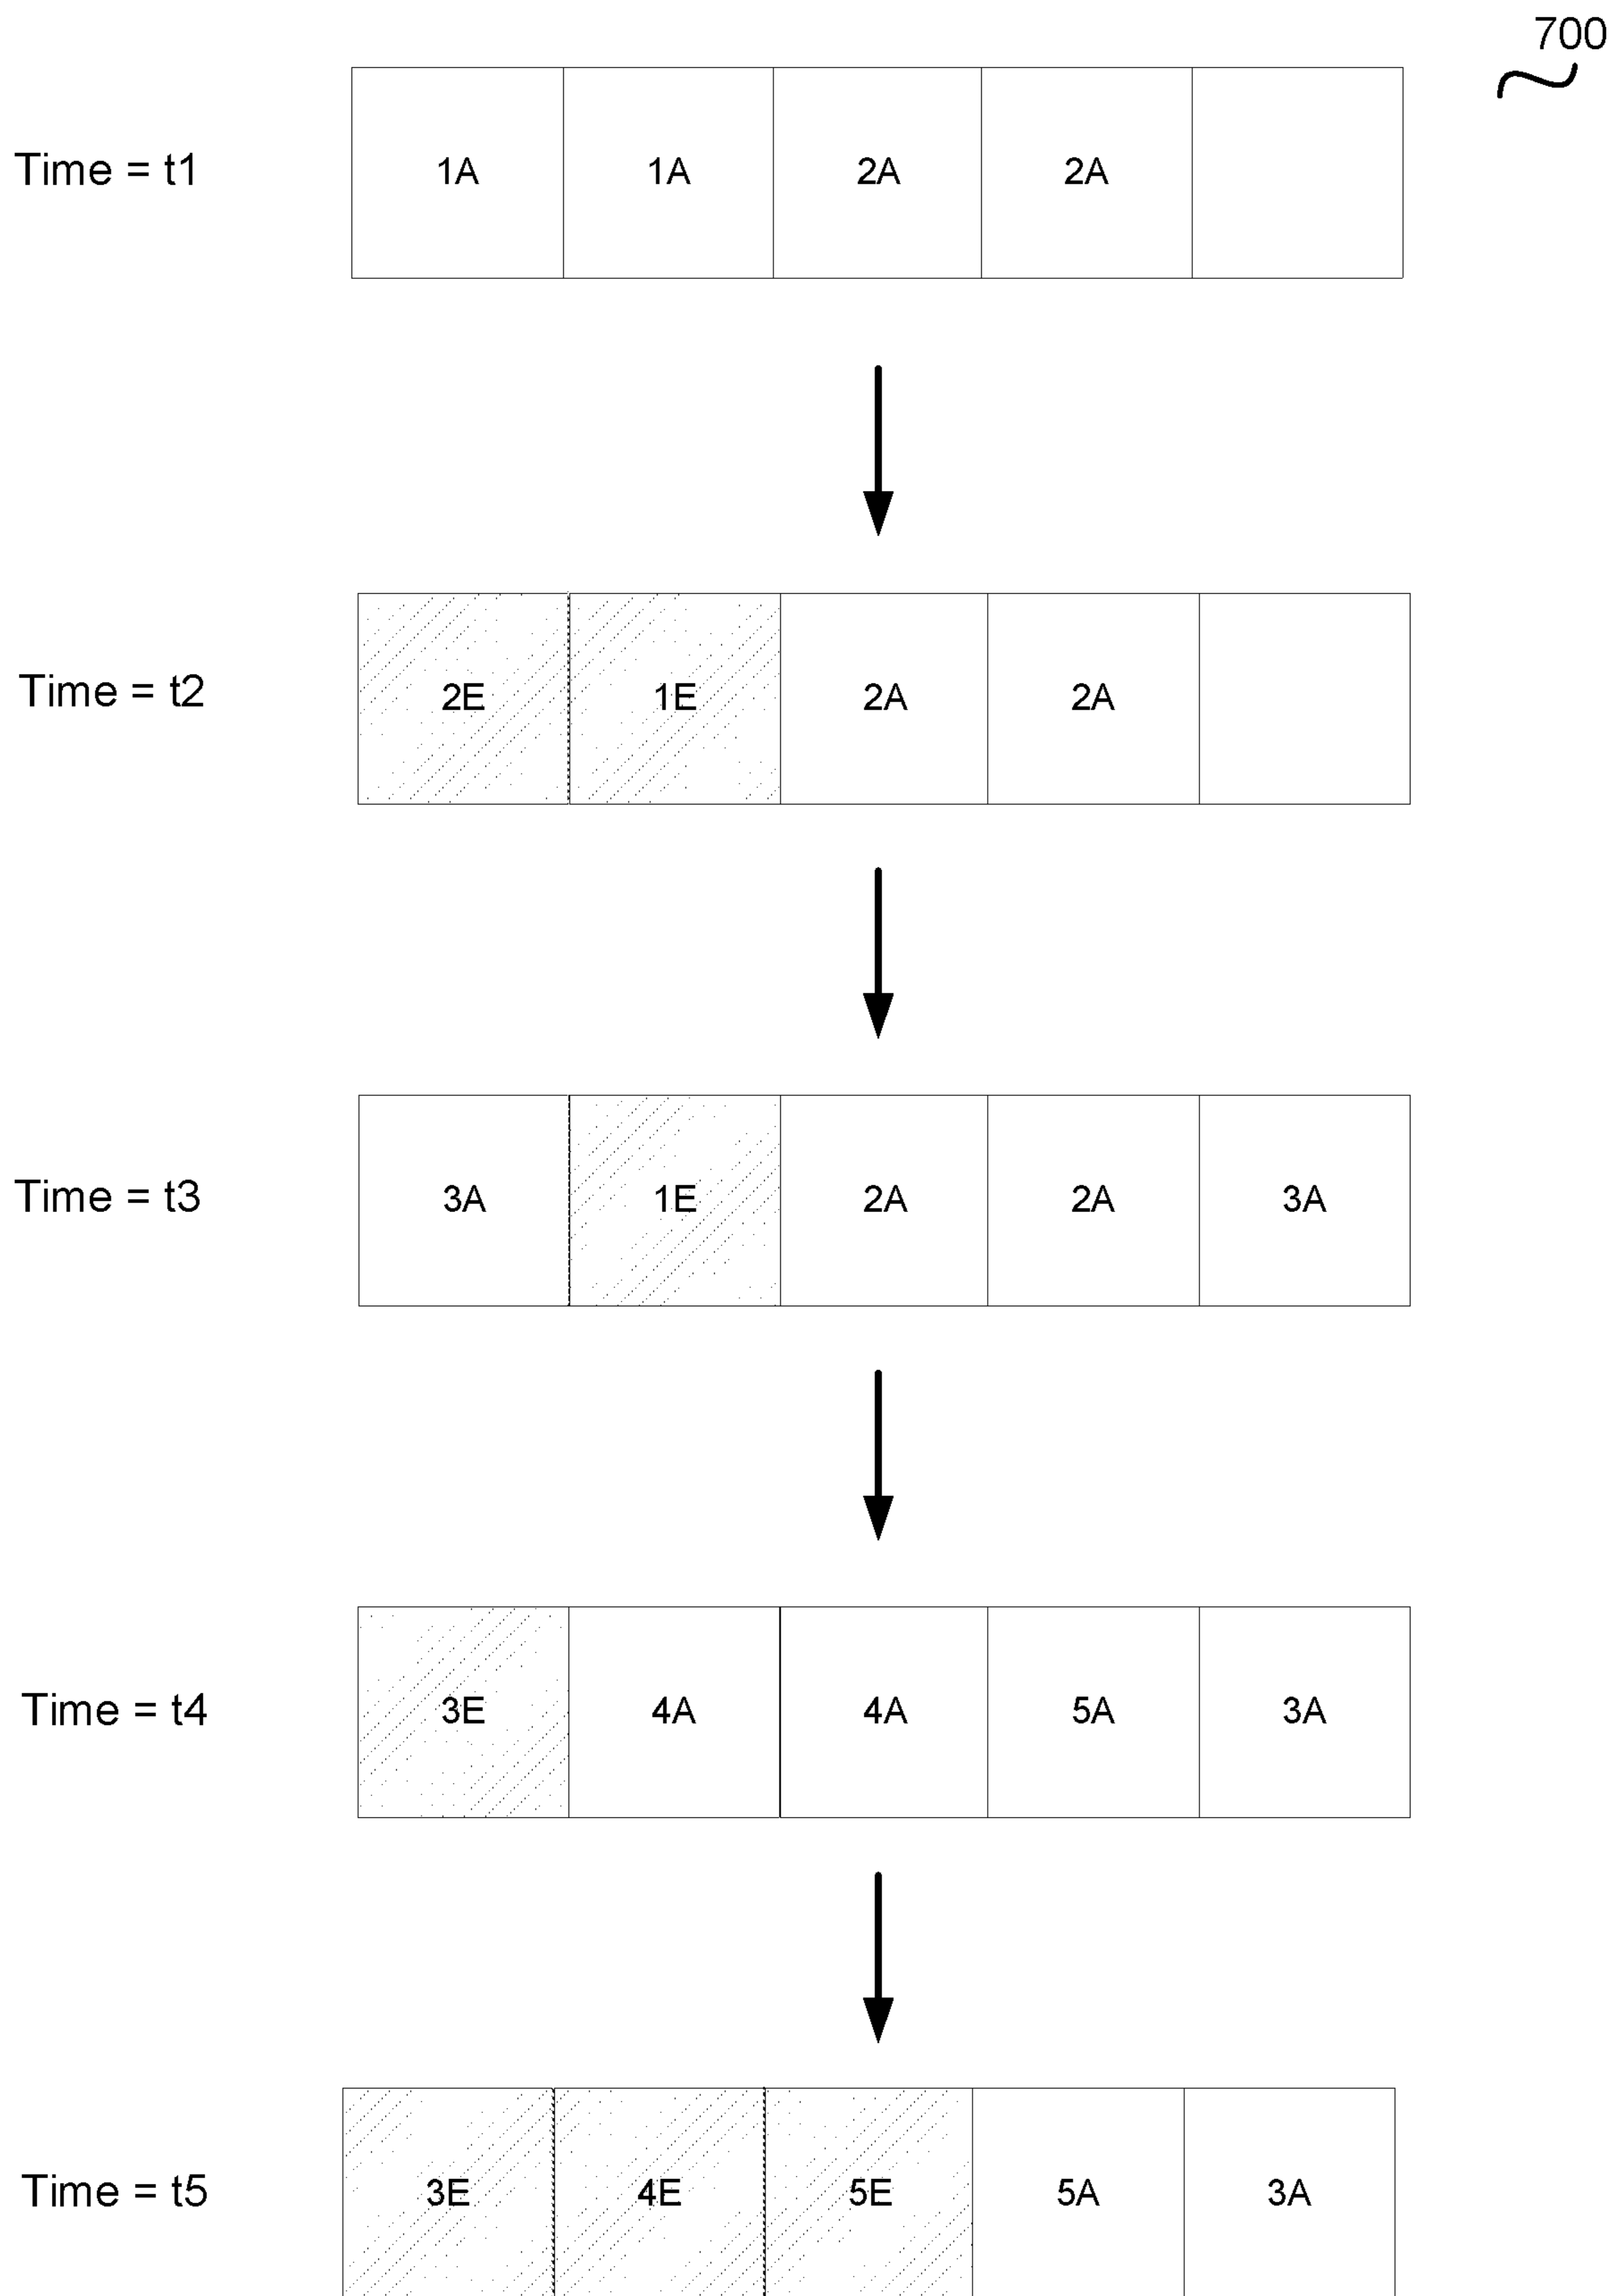 700
Time = t1 1A 1A 2A 2A
Time = t2 2E 1E 2A 2A
Time = t3 3A 1E 2A 2A 3A
Time = t4 3E 4A 4A 5A 3A
Time = t5 3E 4E 5E 5A 3A